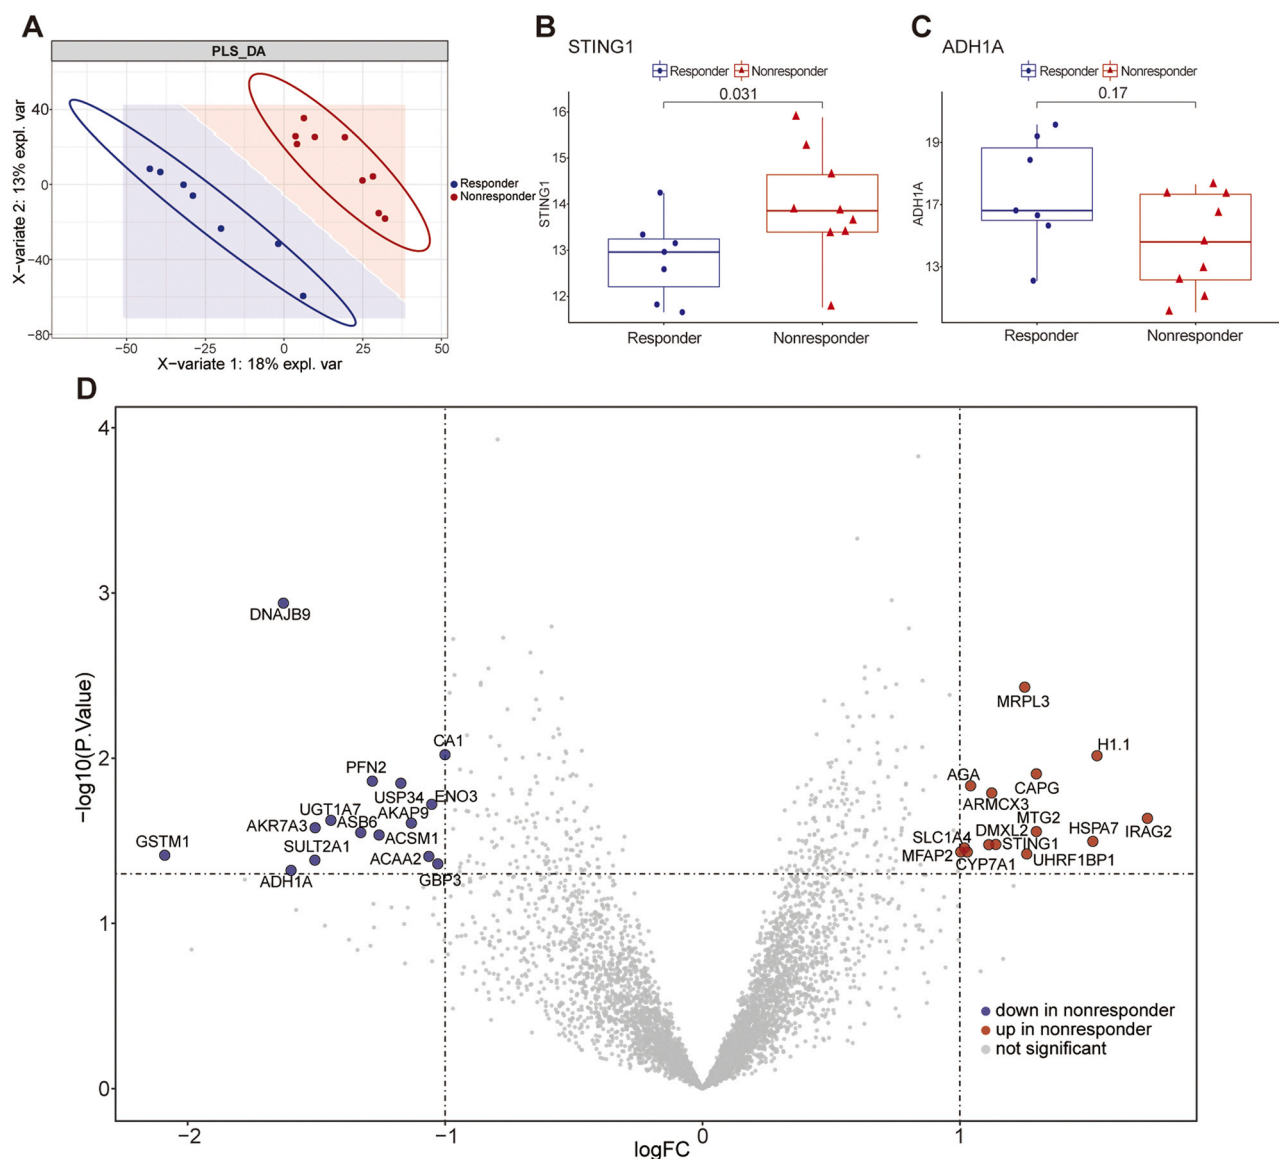 A
PLS_DA
40
0
−40
−80
−50
−25
0
25
50
X−variate 2: 13% expl. var
X−variate 1: 18% expl. var
Responder
Nonresponder
B
STING1
Responder
Nonresponder
0.031
16
15
14
13
12
STING1
Responder
Nonresponder
C
ADH1A
Responder
Nonresponder
0.17
19
17
13
ADH1A
Responder
Nonresponder
D
4
3
2
1
0
−log10(P.Value)
−2
−1
0
1
logFC
DNAJB9
CA1
PFN2
USP34
ENO3
UGT1A7
AKAP9
ASB6
AKR7A3
ACSM1
GSTM1
SULT2A1
ACAA2
ADH1A
GBP3
MRPL3
H1.1
AGA
CAPG
ARMCX3
MTG2
IRAG2
HSPA7
DMXL2
SLC1A4
STING1
MFAP2
CYP7A1
UHRF1BP1
down in nonresponder
up in nonresponder
not significant